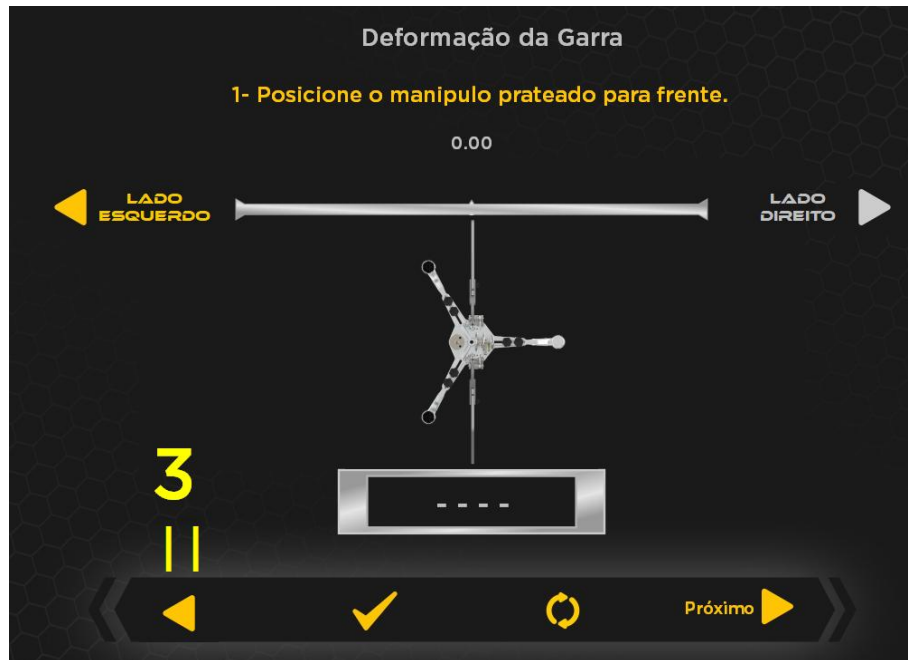 Deformação da Garra
1- Posicione o manipulo prateado para frente.
0.00
LADO
ESQUERDO
LADO
DIREITO
3
- - - -
Próximo